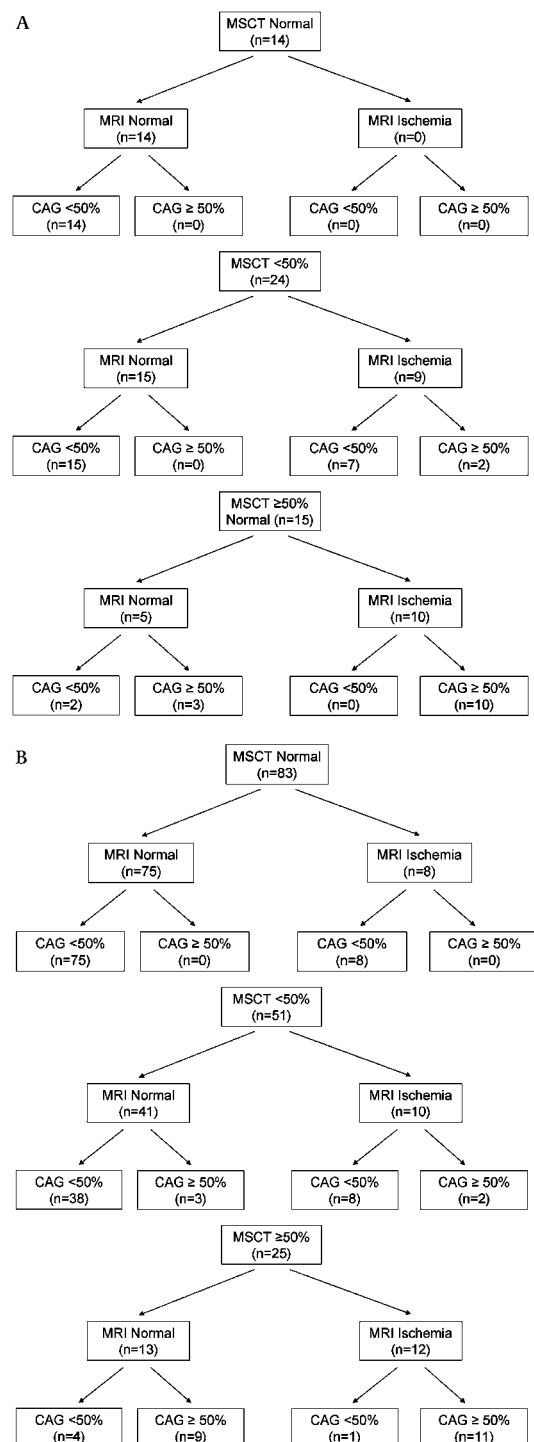 A
MSCT Normal
(n=14)
MRI Normal
(n=14)
MRI Ischemia
(n=0)
CAG <50%
(n=14)
CAG ≥ 50%
(n=0)
CAG <50%
(n=0)
CAG ≥ 50%
(n=0)
MSCT <50%
(n=24)
MRI Normal
(n=15)
MRI Ischemia
(n=9)
CAG <50%
(n=15)
CAG ≥ 50%
(n=0)
CAG <50%
(n=7)
CAG ≥ 50%
(n=2)
MSCT ≥50%
Normal (n=15)
MRI Normal
(n=5)
MRI Ischemia
(n=10)
CAG <50%
(n=2)
CAG ≥ 50%
(n=3)
CAG <50%
(n=0)
CAG ≥ 50%
(n=10)
B
MSCT Normal
(n=83)
MRI Normal
(n=75)
MRI Ischemia
(n=8)
CAG <50%
(n=75)
CAG ≥ 50%
(n=0)
CAG <50%
(n=8)
CAG ≥ 50%
(n=0)
MSCT <50%
(n=51)
MRI Normal
(n=41)
MRI Ischemia
(n=10)
CAG <50%
(n=38)
CAG ≥ 50%
(n=3)
CAG <50%
(n=8)
CAG ≥ 50%
(n=2)
MSCT ≥50%
(n=25)
MRI Normal
(n=13)
MRI Ischemia
(n=12)
CAG <50%
(n=4)
CAG ≥ 50%
(n=9)
CAG <50%
(n=1)
CAG ≥ 50%
(n=11)